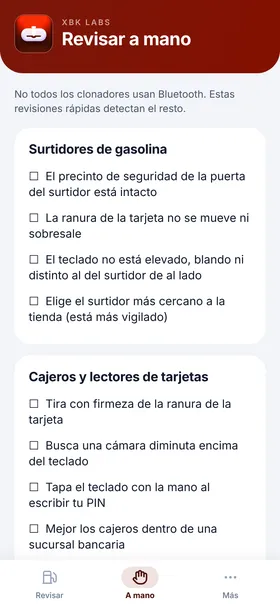 XBK LABS
Revisar a mano
No todos los clonadores usan Bluetooth. Estas
revisiones rápidas detectan el resto.
Surtidores de gasolina
☐ El precinto de seguridad de la puerta
del surtidor está intacto
☐ La ranura de la tarjeta no se mueve ni
sobresale
☐ El teclado no está elevado, blando ni
distinto al del surtidor de al lado
☐ Elige el surtidor más cercano a la
tienda (está más vigilado)
Cajeros y lectores de tarjetas
☐ Tira con firmeza de la ranura de la
tarjeta
☐ Busca una cámara diminuta encima
del teclado
☐ Tapa el teclado con la mano al
escribir tu PIN
☐ Mejor los cajeros dentro de una
sucursal bancaria
Revisar
A mano
Más